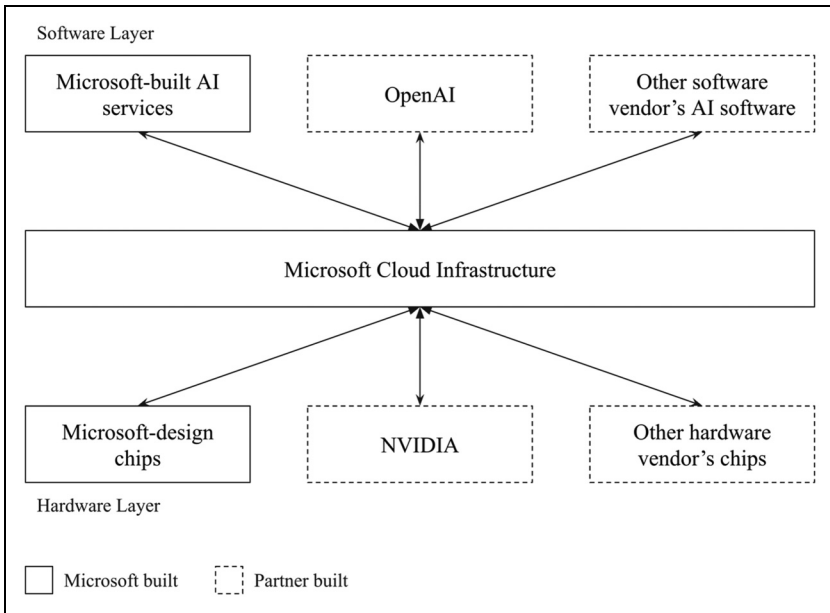 Software Layer
Microsoft-built AI
services
OpenAI
Other software
vendor’s AI software
Microsoft Cloud Infrastructure
Microsoft-design
chips
NVIDIA
Other hardware
vendor’s chips
Hardware Layer
Microsoft built
Partner built